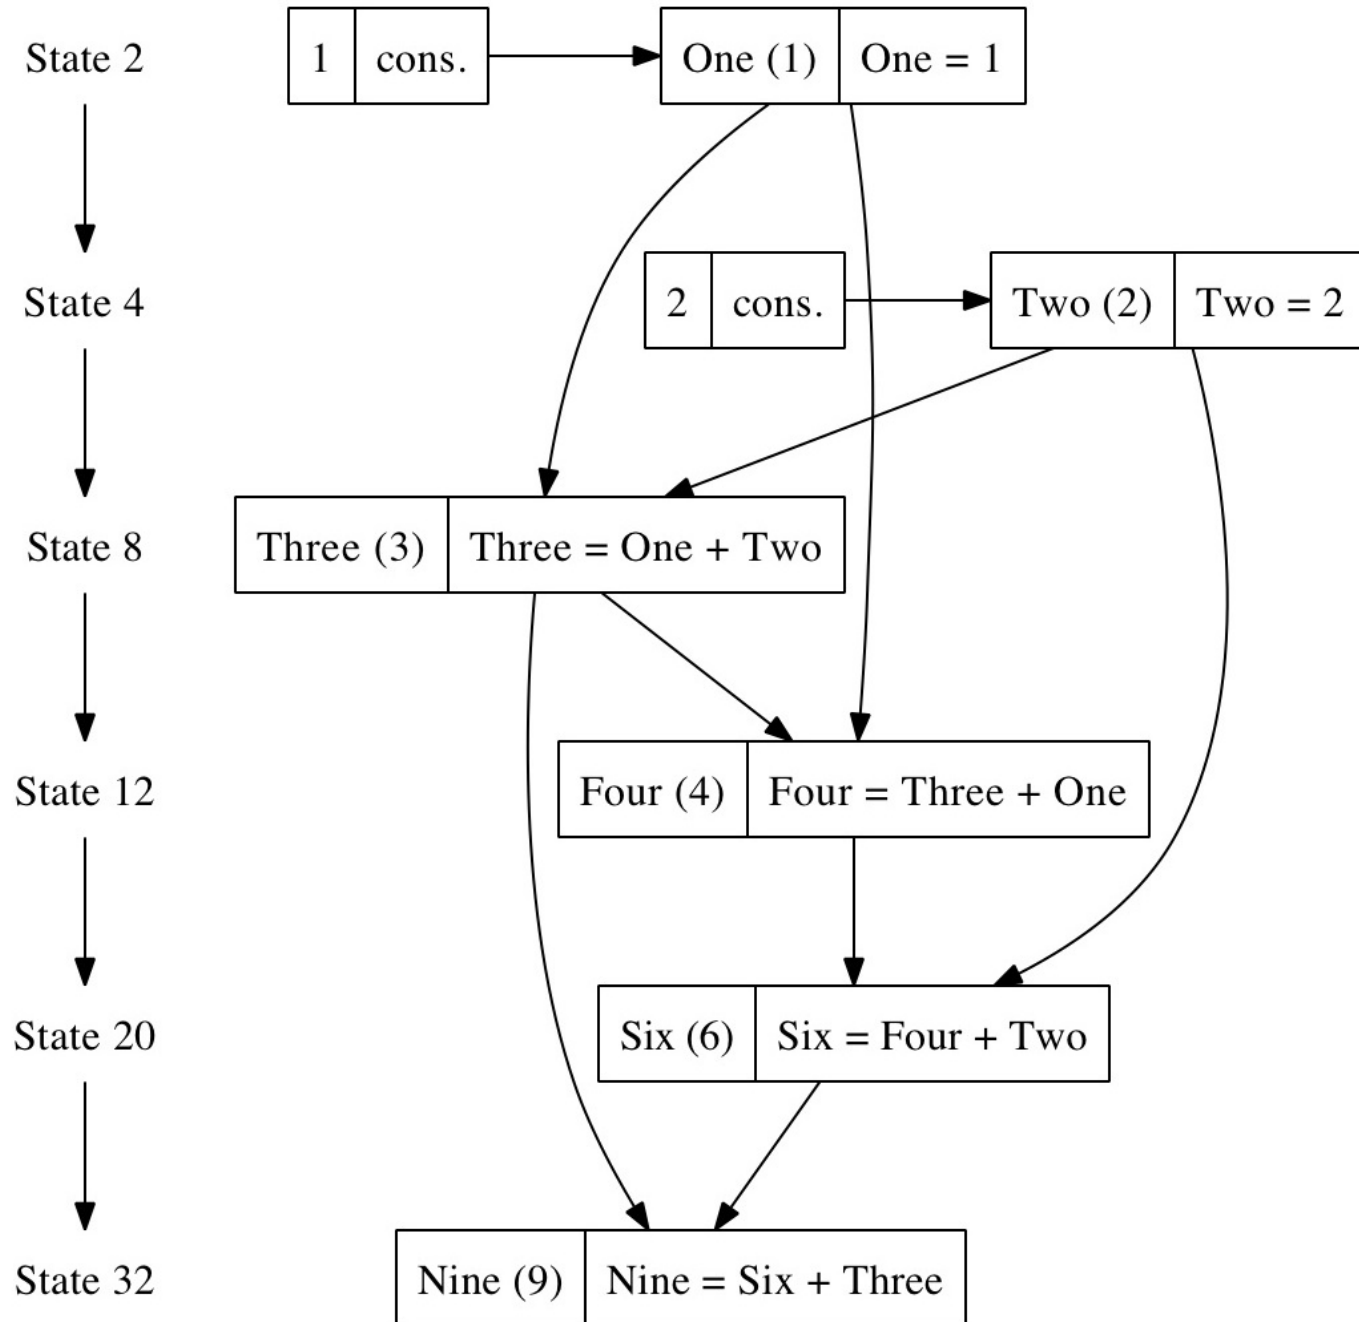 State 2
1 cons.
One (1) One = 1
State 4
2 cons.
Two (2) Two = 2
State 8
Three (3) Three = One + Two
State 12
Four (4) Four = Three + One
State 20
Six (6) Six = Four + Two
State 32
Nine (9) Nine = Six + Three